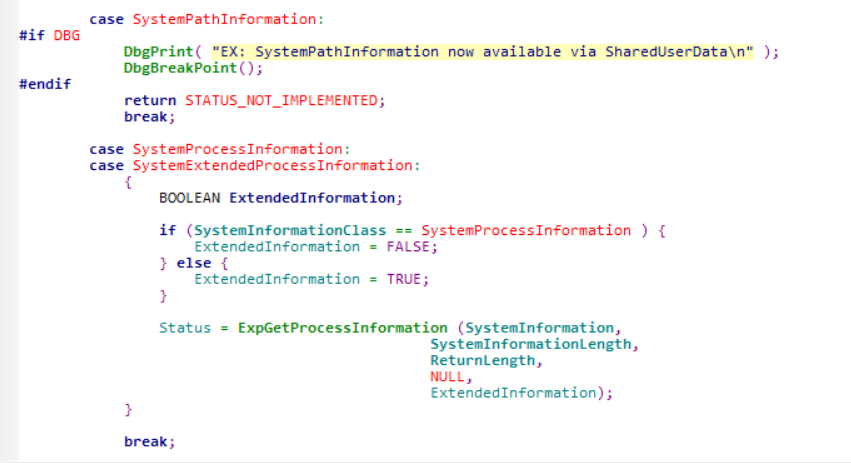 case SystemPathInformation:
#if DBG
DbgPrint( "EX: SystemPathInformation now available via SharedUserData\n" );
DbgBreakPoint();
#endif
return STATUS_NOT_IMPLEMENTED;
break;
case SystemProcessInformation:
case SystemExtendedProcessInformation:
{
BOOLEAN ExtendedInformation;
if (SystemInformationClass == SystemProcessInformation ) {
ExtendedInformation = FALSE;
} else {
ExtendedInformation = TRUE;
}
Status = ExpGetProcessInformation (SystemInformation,
SystemInformationLength,
ReturnLength,
NULL,
ExtendedInformation);
}
break;